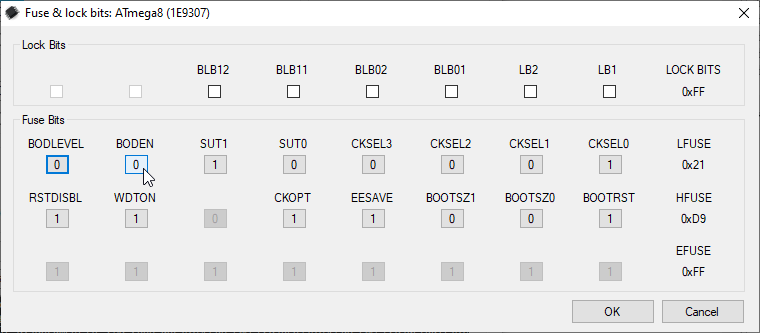 Fuse & lock bits: ATmega8 (1E9307)
Lock Bits
BLB12 BLB11 BLB02 BLB01 LB2 LB1 LOCK BITS
0xFF
Fuse Bits
BODLEVEL BODEN SUT1 SUT0 CKSEL3 CKSEL2 CKSEL1 CKSEL0 LFUSE
0 0 1 0 0 0 0 1 0x21
RSTDISBL WDTON CKOPT EESAVE BOOTSZ1 BOOTSZ0 BOOTRST HFUSE
1 1 0 1 1 0 0 1 0xD9
EFUSE
1 1 1 1 1 1 1 1 0xFF
OK Cancel